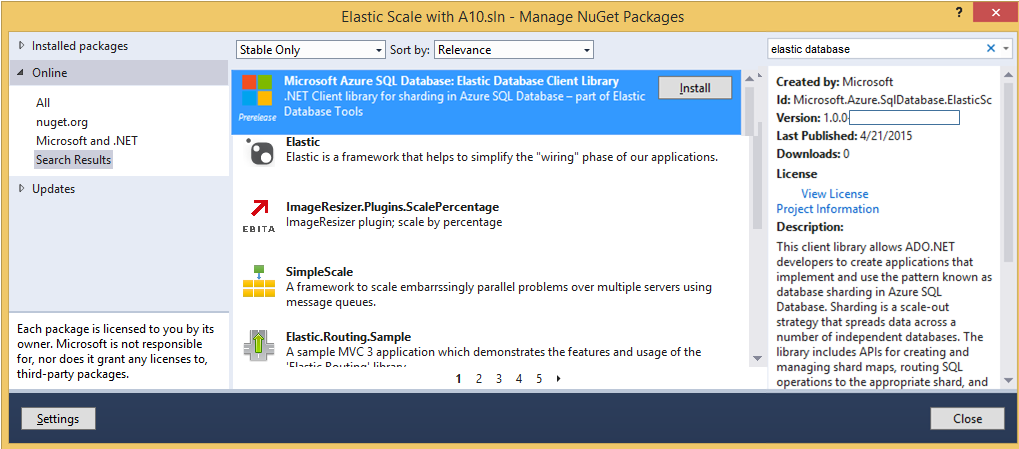 Elastic Scale with A10.sln - Manage NuGet Packages
?
Installed packages
Online
All
nuget.org
Microsoft and .NET
Search Results
Updates
Each package is licensed to you by its
owner. Microsoft is not responsible
for, nor does it grant any licenses to,
third-party packages.
Stable Only
Sort by:
Relevance
Microsoft Azure SQL Database: Elastic Database Client Library
.NET Client library for sharding in Azure SQL Database – part of Elastic
Database Tools
Prerelease
Install
Elastic
Elastic is a framework that helps to simplify the "wiring" phase of our applications.
ImageResizer.Plugins.ScalePercentage
ImageResizer plugin; scale by percentage
EBITA
SimpleScale
A framework to scale embarrssingly parallel problems over multiple servers using
message queues.
Elastic.Routing.Sample
A sample MVC 3 application which demonstrates the features and usage of the
'Elastic Routing' library
1 2 3 4 5
elastic database
Created by: Microsoft
Id: Microsoft.Azure.SqlDatabase.ElasticSc
Version: 1.0.0-
Last Published: 4/21/2015
Downloads: 0
License
View License
Project Information
Description:
This client library allows ADO.NET
developers to create applications that
implement and use the pattern known as
database sharding in Azure SQL
Database. Sharding is a scale-out
strategy that spreads data across a
number of independent databases. The
library includes APIs for creating and
managing shard maps, routing SQL
operations to the appropriate shard, and
Settings
Close